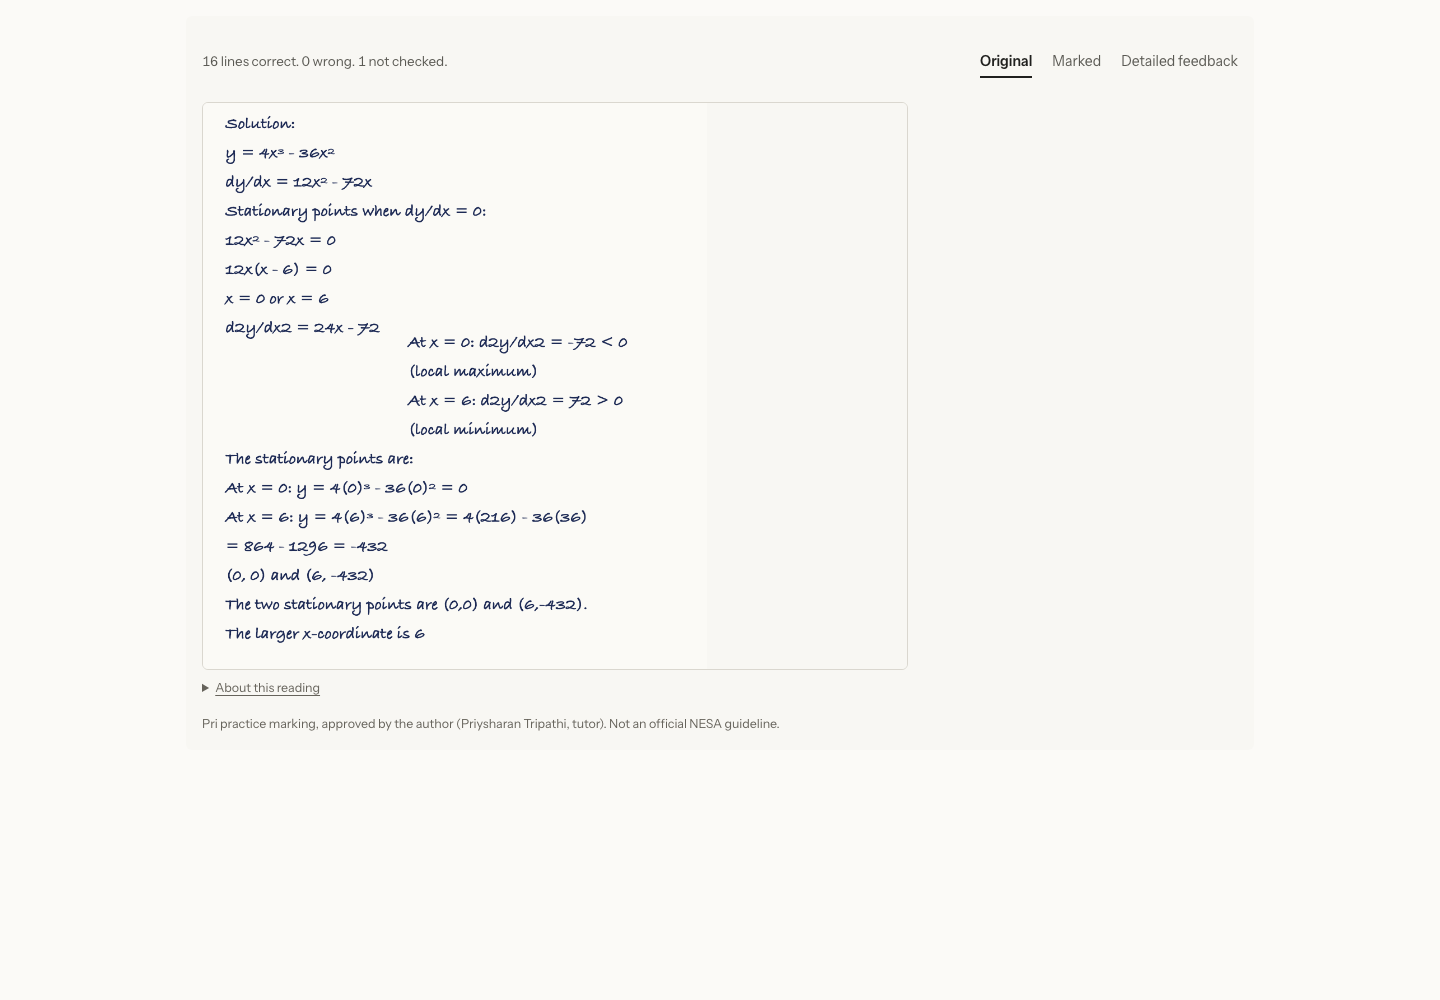 16 lines correct. 0 wrong. 1 not checked.
Original Marked Detailed feedback
Solution:
y = 4x³ - 36x²
dy/dx = 12x² - 72x
Stationary points when dy/dx = 0:
12x² - 72x = 0
12x(x - 6) = 0
x = 0 or x = 6
d2y/dx2 = 24x - 72
At x = 0: d2y/dx2 = -72 < 0
(local maximum)
At x = 6: d2y/dx2 = 72 > 0
(local minimum)
The stationary points are:
At x = 0: y = 4(0)³ - 36(0)² = 0
At x = 6: y = 4(6)³ - 36(6)² = 4(216) - 36(36)
= 864 - 1296 = -432
(0, 0) and (6, -432)
The two stationary points are (0,0) and (6,-432).
The larger x-coordinate is 6
About this reading
Pri practice marking, approved by the author (Priysharan Tripathi, tutor). Not an official NESA guideline.